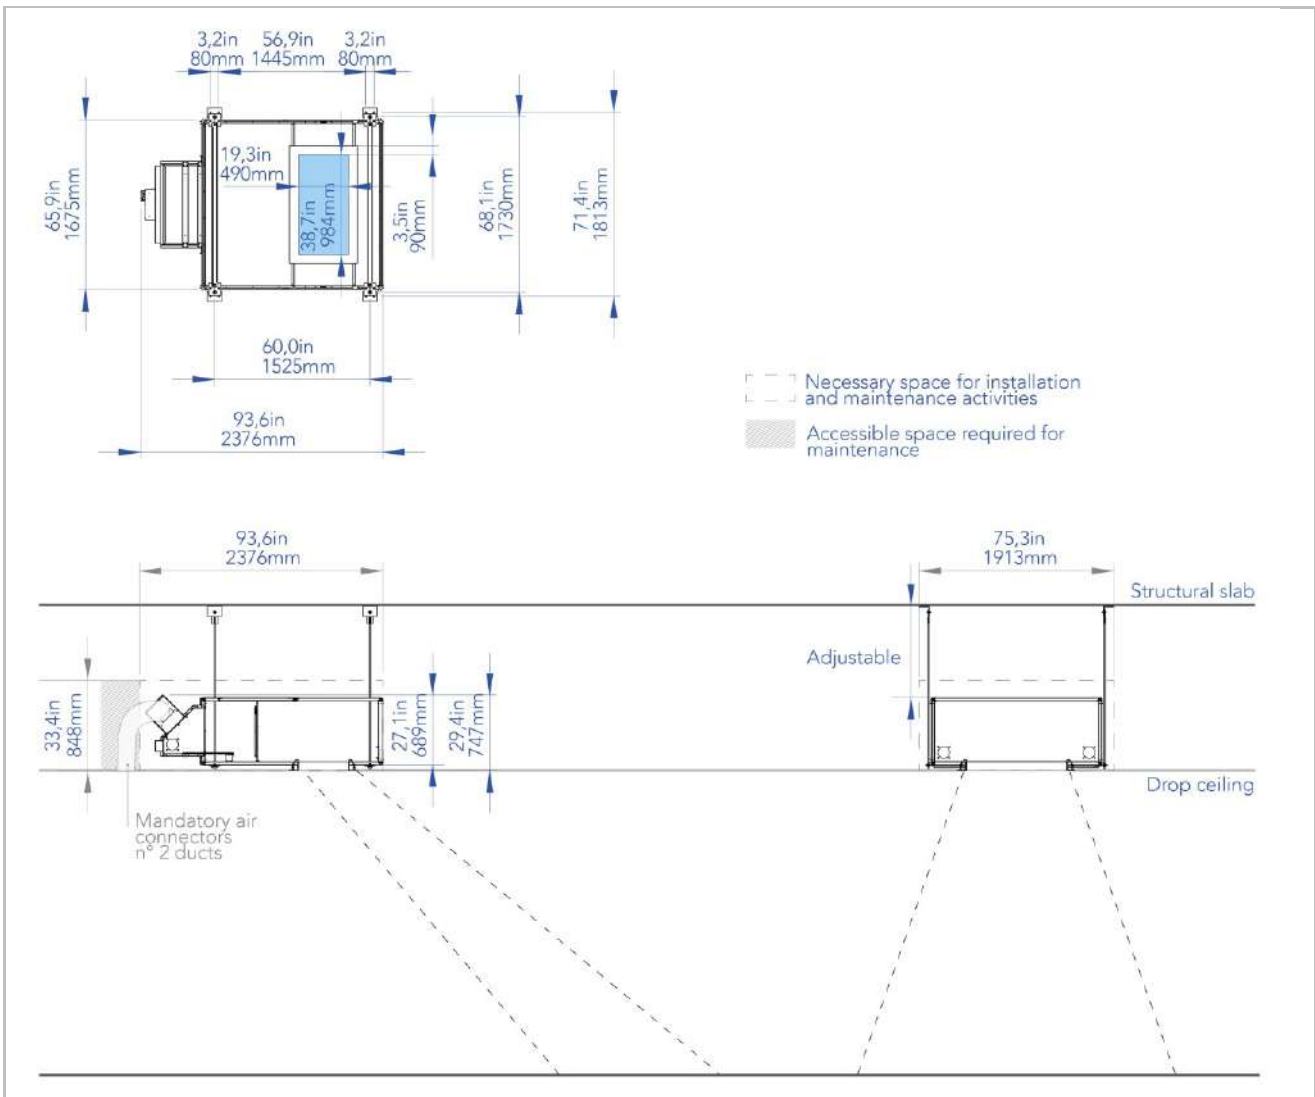 3,2in
80mm
56,9in
1445mm
3,2in
80mm
19,3in
490mm
38,7in
984mm
3,5in
90mm
65,9in
1675mm
68,1in
1730mm
71,4in
1813mm
60,0in
1525mm
93,6in
2376mm
Necessary space for installation
and maintenance activities
Accessible space required for
maintenance
93,6in
2376mm
75,3in
1913mm
Structural slab
Adjustable
33,4in
848mm
27,1in
689mm
29,4in
747mm
Drop ceiling
Mandatory air
connectors
n° 2 ducts